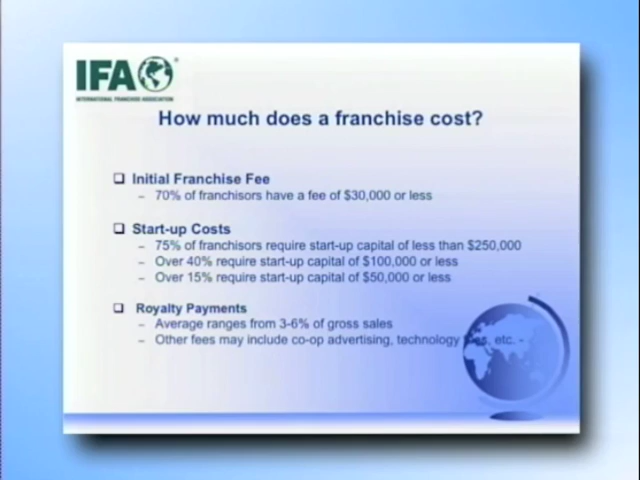 IFA
INTERNATIONAL FRANCHISE ASSOCIATION
How much does a franchise cost?
Initial Franchise Fee
– 70% of franchisors have a fee of $30,000 or less
Start-up Costs
– 75% of franchisors require start-up capital of less than $250,000
– Over 40% require start-up capital of $100,000 or less
– Over 15% require start-up capital of $50,000 or less
Royalty Payments
– Average ranges from 3-6% of gross sales
– Other fees may include co-op advertising, technology fees, etc.